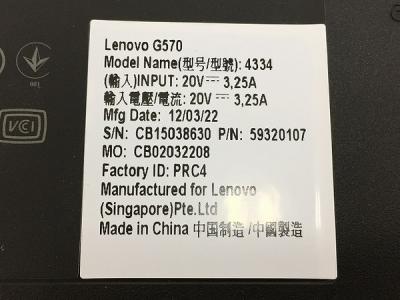 Lenovo G570
Model Name(型号/型號): 4334
(輸入)INPUT: 20V⎓ 3,25A
輸入電壓/電流: 20V⎓ 3,25A
Mfg Date: 12/03/22
S/N: CB15038630 P/N: 59320107
MO: CB02032208
Factory ID: PRC4
Manufactured for Lenovo
(Singapore)Pte.Ltd
Made in China 中国制造/中國製造
VCCI